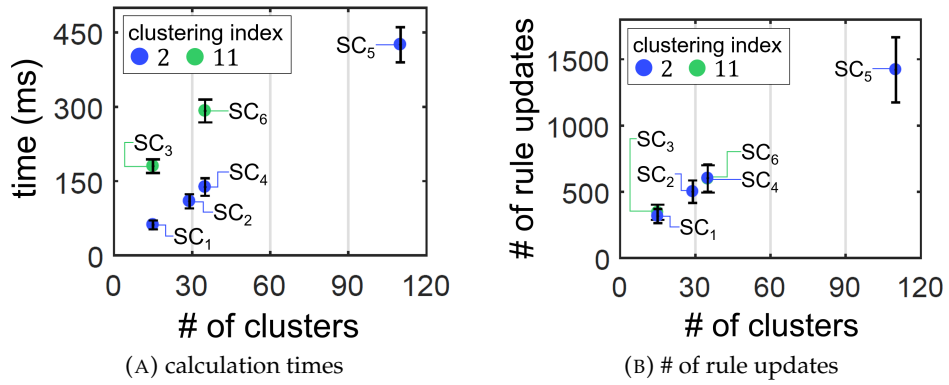 450
300
150
0
time (ms)
clustering index
2 11
SC5
SC6
SC3
SC4
SC2
SC1
0 30 60 90 120
# of clusters
(A) calculation times
1500
1000
500
0
# of rule updates
clustering index
2 11
SC5
SC3
SC6
SC2
SC4
SC1
0 30 60 90 120
# of clusters
(B) # of rule updates